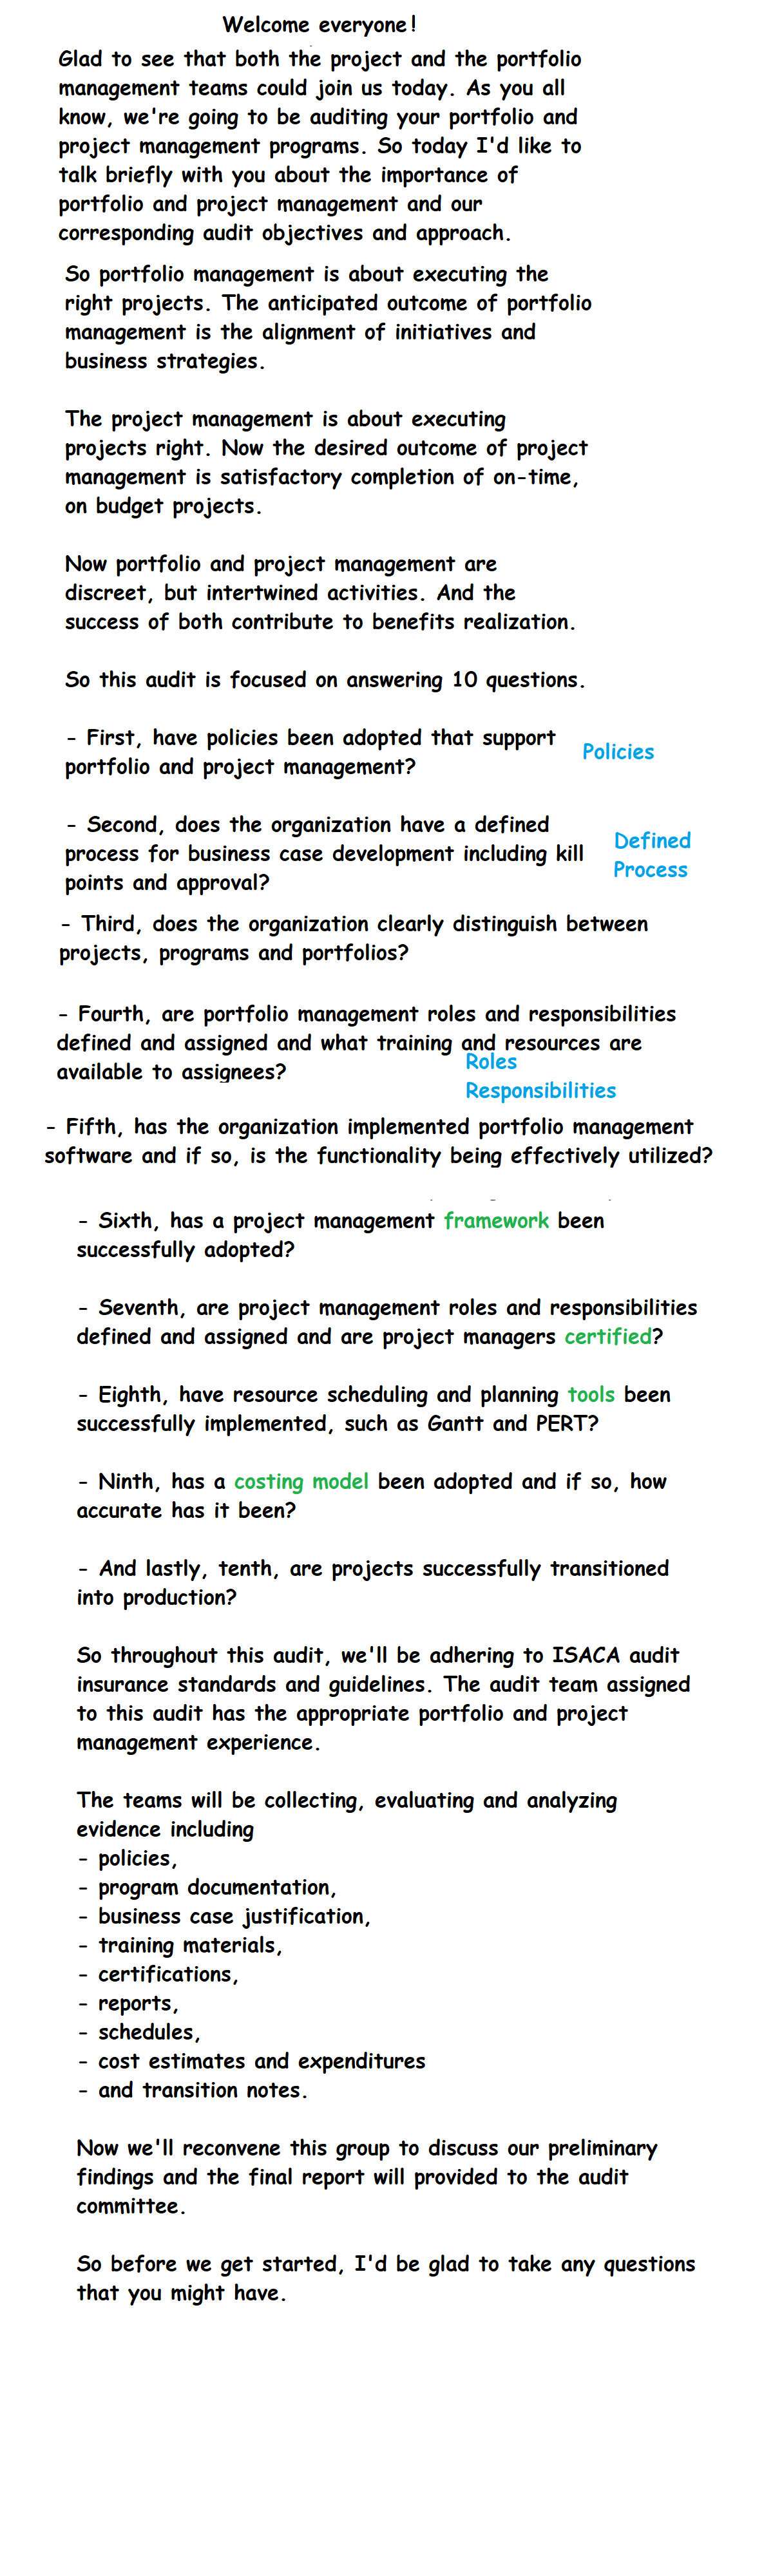 Welcome everyone!
Glad to see that both the project and the portfolio
management teams could join us today. As you all
know, we're going to be auditing your portfolio and
project management programs. So today I'd like to
talk briefly with you about the importance of
portfolio and project management and our
corresponding audit objectives and approach.
So portfolio management is about executing the
right projects. The anticipated outcome of portfolio
management is the alignment of initiatives and
business strategies.
The project management is about executing
projects right. Now the desired outcome of project
management is satisfactory completion of on-time,
on budget projects.
Now portfolio and project management are
discreet, but intertwined activities. And the
success of both contribute to benefits realization.
So this audit is focused on answering 10 questions.
- First, have policies been adopted that support
portfolio and project management?
Policies
- Second, does the organization have a defined
process for business case development including kill
points and approval?
Defined
Process
- Third, does the organization clearly distinguish between
projects, programs and portfolios?
- Fourth, are portfolio management roles and responsibilities
defined and assigned and what training and resources are
available to assignees?
Roles
Responsibilities
- Fifth, has the organization implemented portfolio management
software and if so, is the functionality being effectively utilized?
- Sixth, has a project management framework been
successfully adopted?
- Seventh, are project management roles and responsibilities
defined and assigned and are project managers certified?
- Eighth, have resource scheduling and planning tools been
successfully implemented, such as Gantt and PERT?
- Ninth, has a costing model been adopted and if so, how
accurate has it been?
- And lastly, tenth, are projects successfully transitioned
into production?
So throughout this audit, we'll be adhering to ISACA audit
insurance standards and guidelines. The audit team assigned
to this audit has the appropriate portfolio and project
management experience.
The teams will be collecting, evaluating and analyzing
evidence including
- policies,
- program documentation,
- business case justification,
- training materials,
- certifications,
- reports,
- schedules,
- cost estimates and expenditures
- and transition notes.
Now we'll reconvene this group to discuss our preliminary
findings and the final report will provided to the audit
committee.
So before we get started, I'd be glad to take any questions
that you might have.